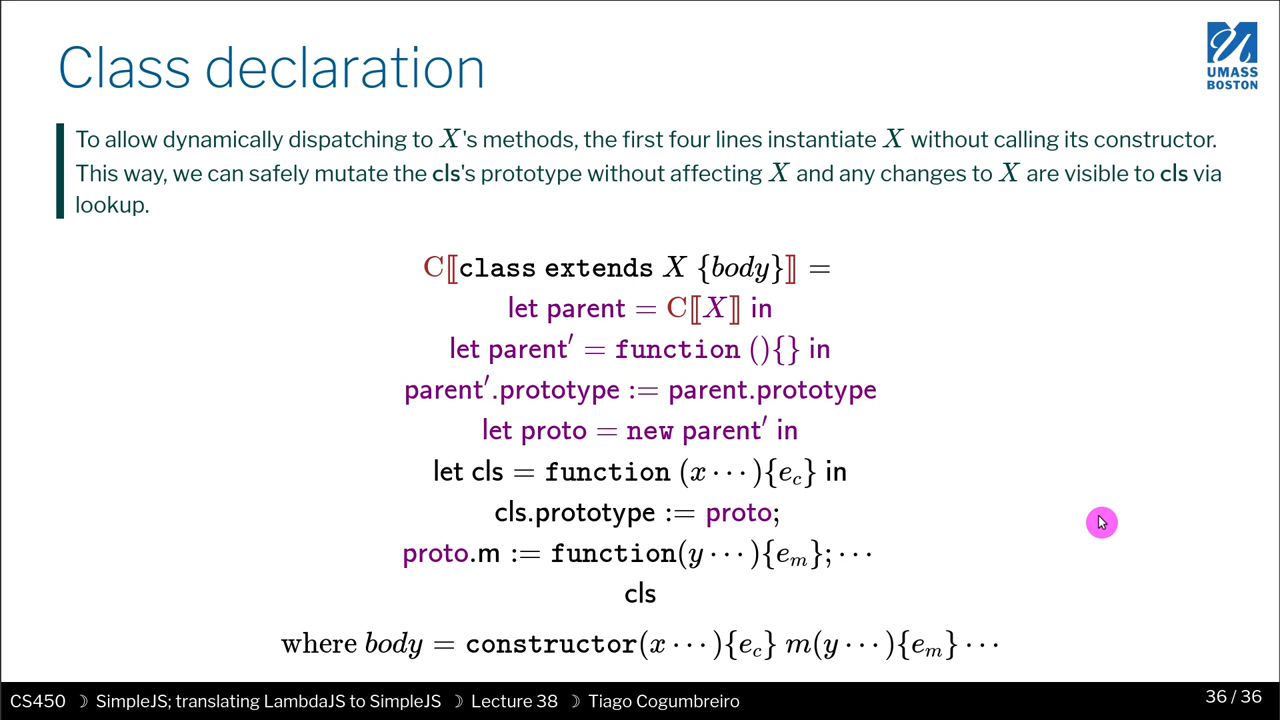 Class declaration
UMASS
BOSTON
To allow dynamically dispatching to X's methods, the first four lines instantiate X without calling its constructor.
This way, we can safely mutate the cls's prototype without affecting X and any changes to X are visible to cls via
lookup.
C⟦class extends X {body}⟧ =
let parent = C⟦X⟧ in
let parent′ = function (){} in
parent′.prototype := parent.prototype
let proto = new parent′ in
let cls = function (x ⋯){e_c} in
cls.prototype := proto;
proto.m := function(y ⋯){e_m}; ⋯
cls
where body = constructor(x ⋯){e_c} m(y ⋯){e_m} ⋯
CS450 ☽ SimpleJS; translating LambdaJS to SimpleJS ☽ Lecture 38 ☽ Tiago Cogumbreiro
36 / 36